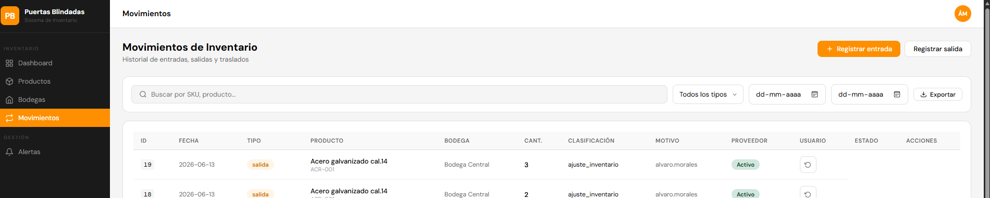 PB
Puertas Blindadas
Sistema de Inventario
INVENTARIO
Dashboard
Productos
Bodegas
Movimientos
GESTIÓN
Alertas
Movimientos
ÁM
Movimientos de Inventario
Historial de entradas, salidas y traslados
+ Registrar entrada
Registrar salida
Buscar por SKU, producto...
Todos los tipos
dd-mm-aaaa
dd-mm-aaaa
Exportar
ID FECHA TIPO PRODUCTO BODEGA CANT. CLASIFICACIÓN MOTIVO PROVEEDOR USUARIO ESTADO ACCIONES
19 2026-06-13 salida Acero galvanizado cal.14 Bodega Central 3 ajuste_inventario alvaro.morales Activo
ACR-001
18 2026-06-13 salida Acero galvanizado cal.14 Bodega Central 2 ajuste_inventario alvaro.morales Activo
ACR-001